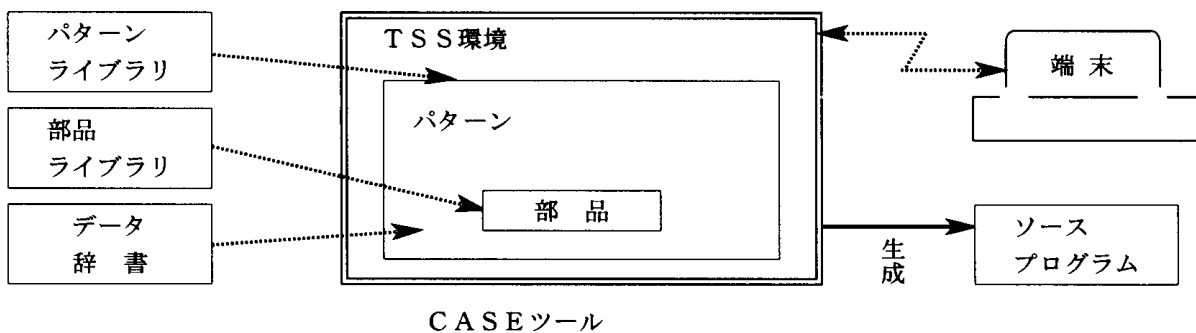 パターン
ライブラリ
部品
ライブラリ
データ
辞書
TSS環境
パターン
部品
端末
生成
ソース
プログラム
CASEツール